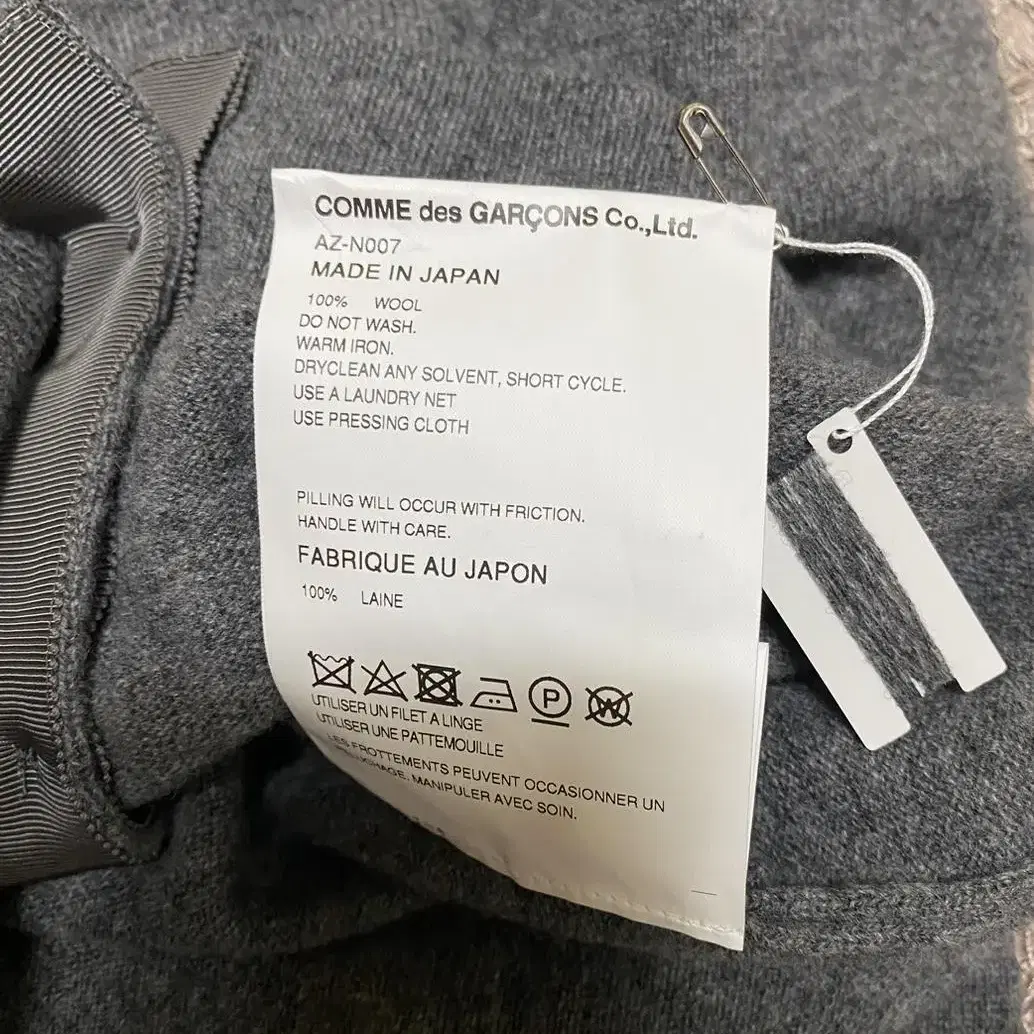 COMME des GARÇONS Co.,Ltd.
AZ-N007
MADE IN JAPAN
100% WOOL
DO NOT WASH.
WARM IRON.
DRYCLEAN ANY SOLVENT, SHORT CYCLE.
USE A LAUNDRY NET
USE PRESSING CLOTH
PILLING WILL OCCUR WITH FRICTION.
HANDLE WITH CARE.
FABRIQUE AU JAPON
100% LAINE
P W
UTILISER UN FILET A LINGE
UTILISER UNE PATTEMOUILLE
LES FROTTEMENTS PEUVENT OCCASIONNER UN
MANIPULER AVEC SOIN.